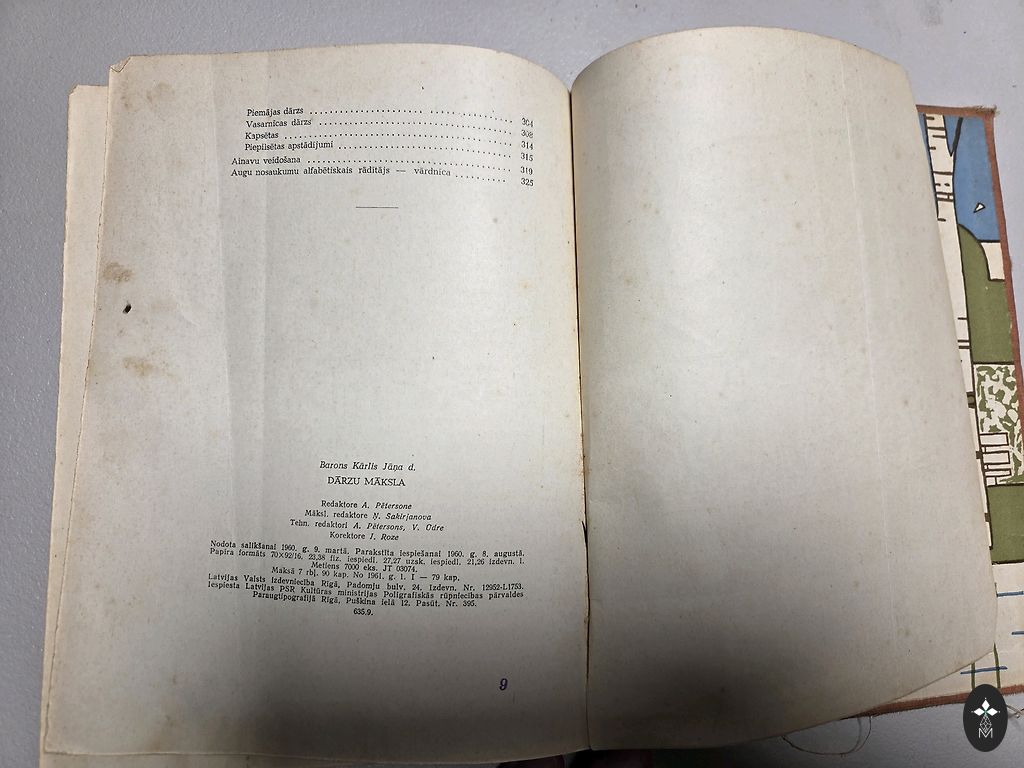 Piemājas dārzs . . . . . . . . . . . . . . . . . . . . 304
Vasarnicas dārzs . . . . . . . . . . . . . . . . . . . . 308
Kapsētas . . . . . . . . . . . . . . . . . . . . 314
Piepilsētas apstādījumi . . . . . . . . . . . . . . . . . . . . 315
Ainavu veidošana . . . . . . . . . . . . . . . . . . . . 319
Augu nosaukumu alfabētiskais rādītājs — vārdnīca . . . . . . . . . 325
Barons Kārlis Jāņa d.
DĀRZU MĀKSLA
Redaktore A. Pētersone
Māksl. redaktore Ņ. Sakirjanova
Tehn. redaktori A. Pētersons, V. Ūdre
Korektore J. Roze
Nodota salikšanai 1960. g. 9. martā. Parakstīta iespiešanai 1960. g. 8. augustā.
Papīra formāts 70×92/16. 23,38 fiz. iespiedl. 27,27 uzsk. iespiedl. 21,26 izdevn. l.
Metiens 7000 eks. JT 03074.
Maksā 7 rbļ. 90 kap. No 1961. g. 1. I — 79 kap.
Latvijas Valsts izdevniecība Rīgā, Padomju bulv. 24. Izdevn. Nr. 12952-L1753.
Iespiesta Latvijas PSR Kultūras ministrijas Poligrafiskās rūpniecības pārvaldes
Paraugtipogrāfijā Rīgā, Puškina ielā 12. Pasūt. Nr. 395.
635.9.
9
M